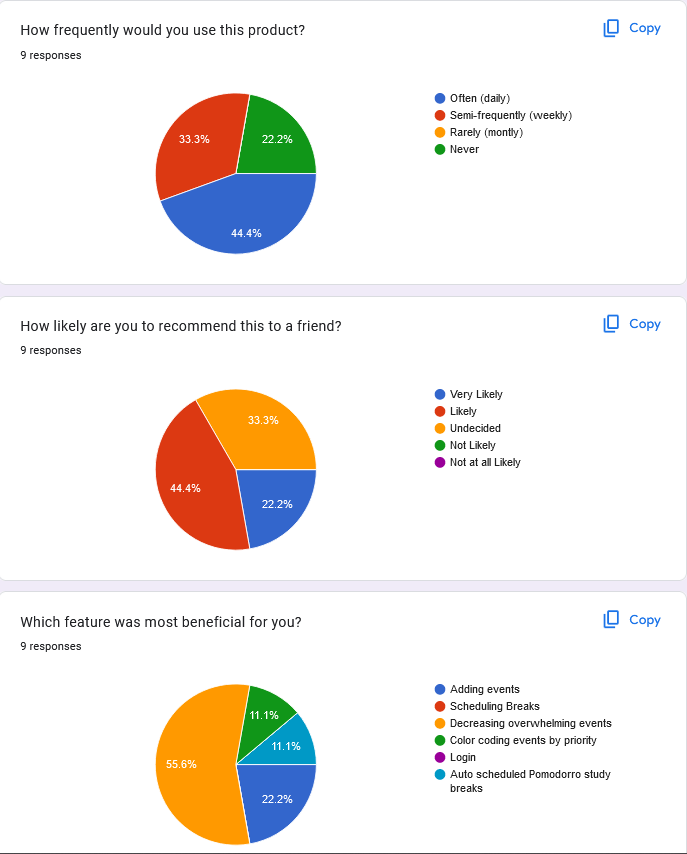 How frequently would you use this product?
Copy
9 responses
Often (daily)
Semi-frequently (weekly)
Rarely (montly)
Never
33.3%
22.2%
44.4%
How likely are you to recommend this to a friend?
Copy
9 responses
Very Likely
Likely
Undecided
Not Likely
Not at all Likely
33.3%
44.4%
22.2%
Which feature was most beneficial for you?
Copy
9 responses
Adding events
Scheduling Breaks
Decreasing overwhelming events
Color coding events by priority
Login
Auto scheduled Pomodorro study
breaks
11.1%
11.1%
55.6%
22.2%